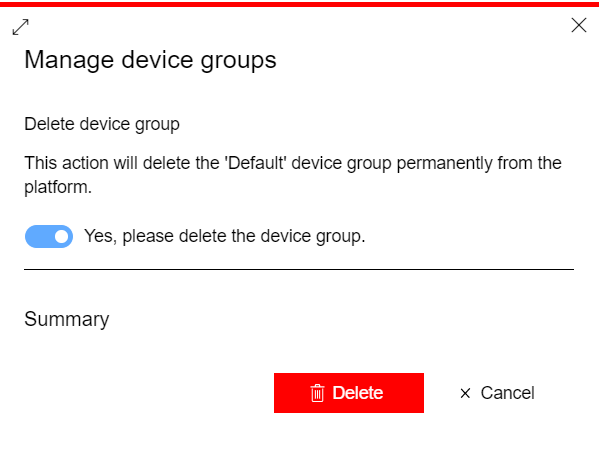 Manage device groups
Delete device group
This action will delete the 'Default' device group permanently from the
platform.
Yes, please delete the device group.
Summary
Delete
Cancel